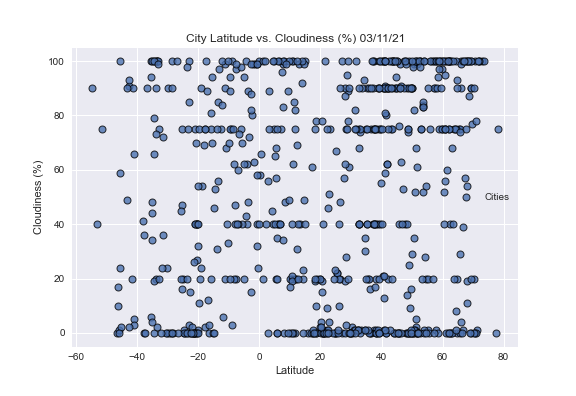 City Latitude vs. Cloudiness (%) 03/11/21
100
80
60
40
20
0
Cloudiness (%)
Cities
−60 −40 −20 0 20 40 60 80
Latitude